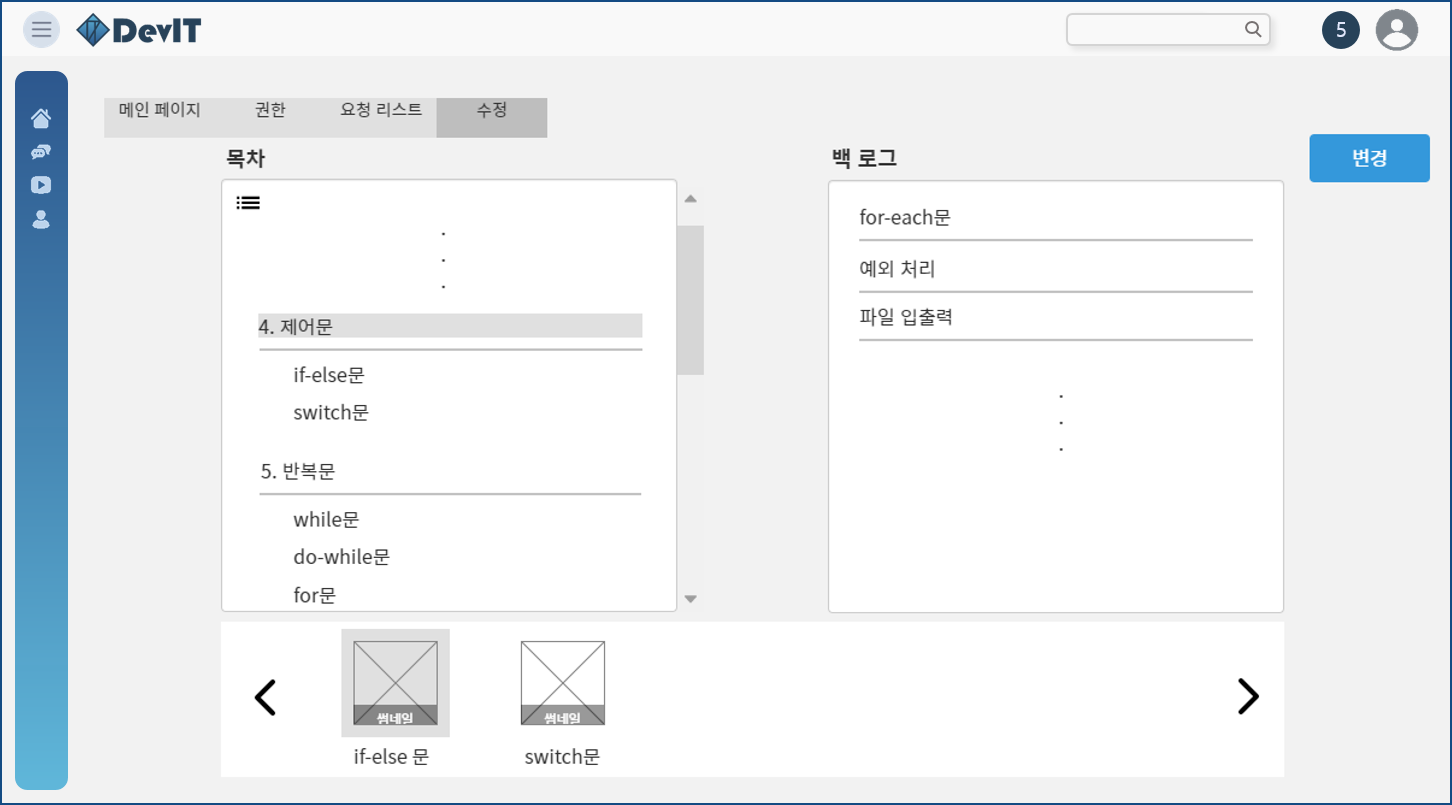 DevIT
5
메인 페이지 권한 요청 리스트 수정
목차
백 로그
변경
.
.
.
4. 제어문
if-else문
switch문
5. 반복문
while문
do-while문
for문
for-each문
예외 처리
파일 입출력
.
.
.
썸네일
if-else 문
썸네일
switch문